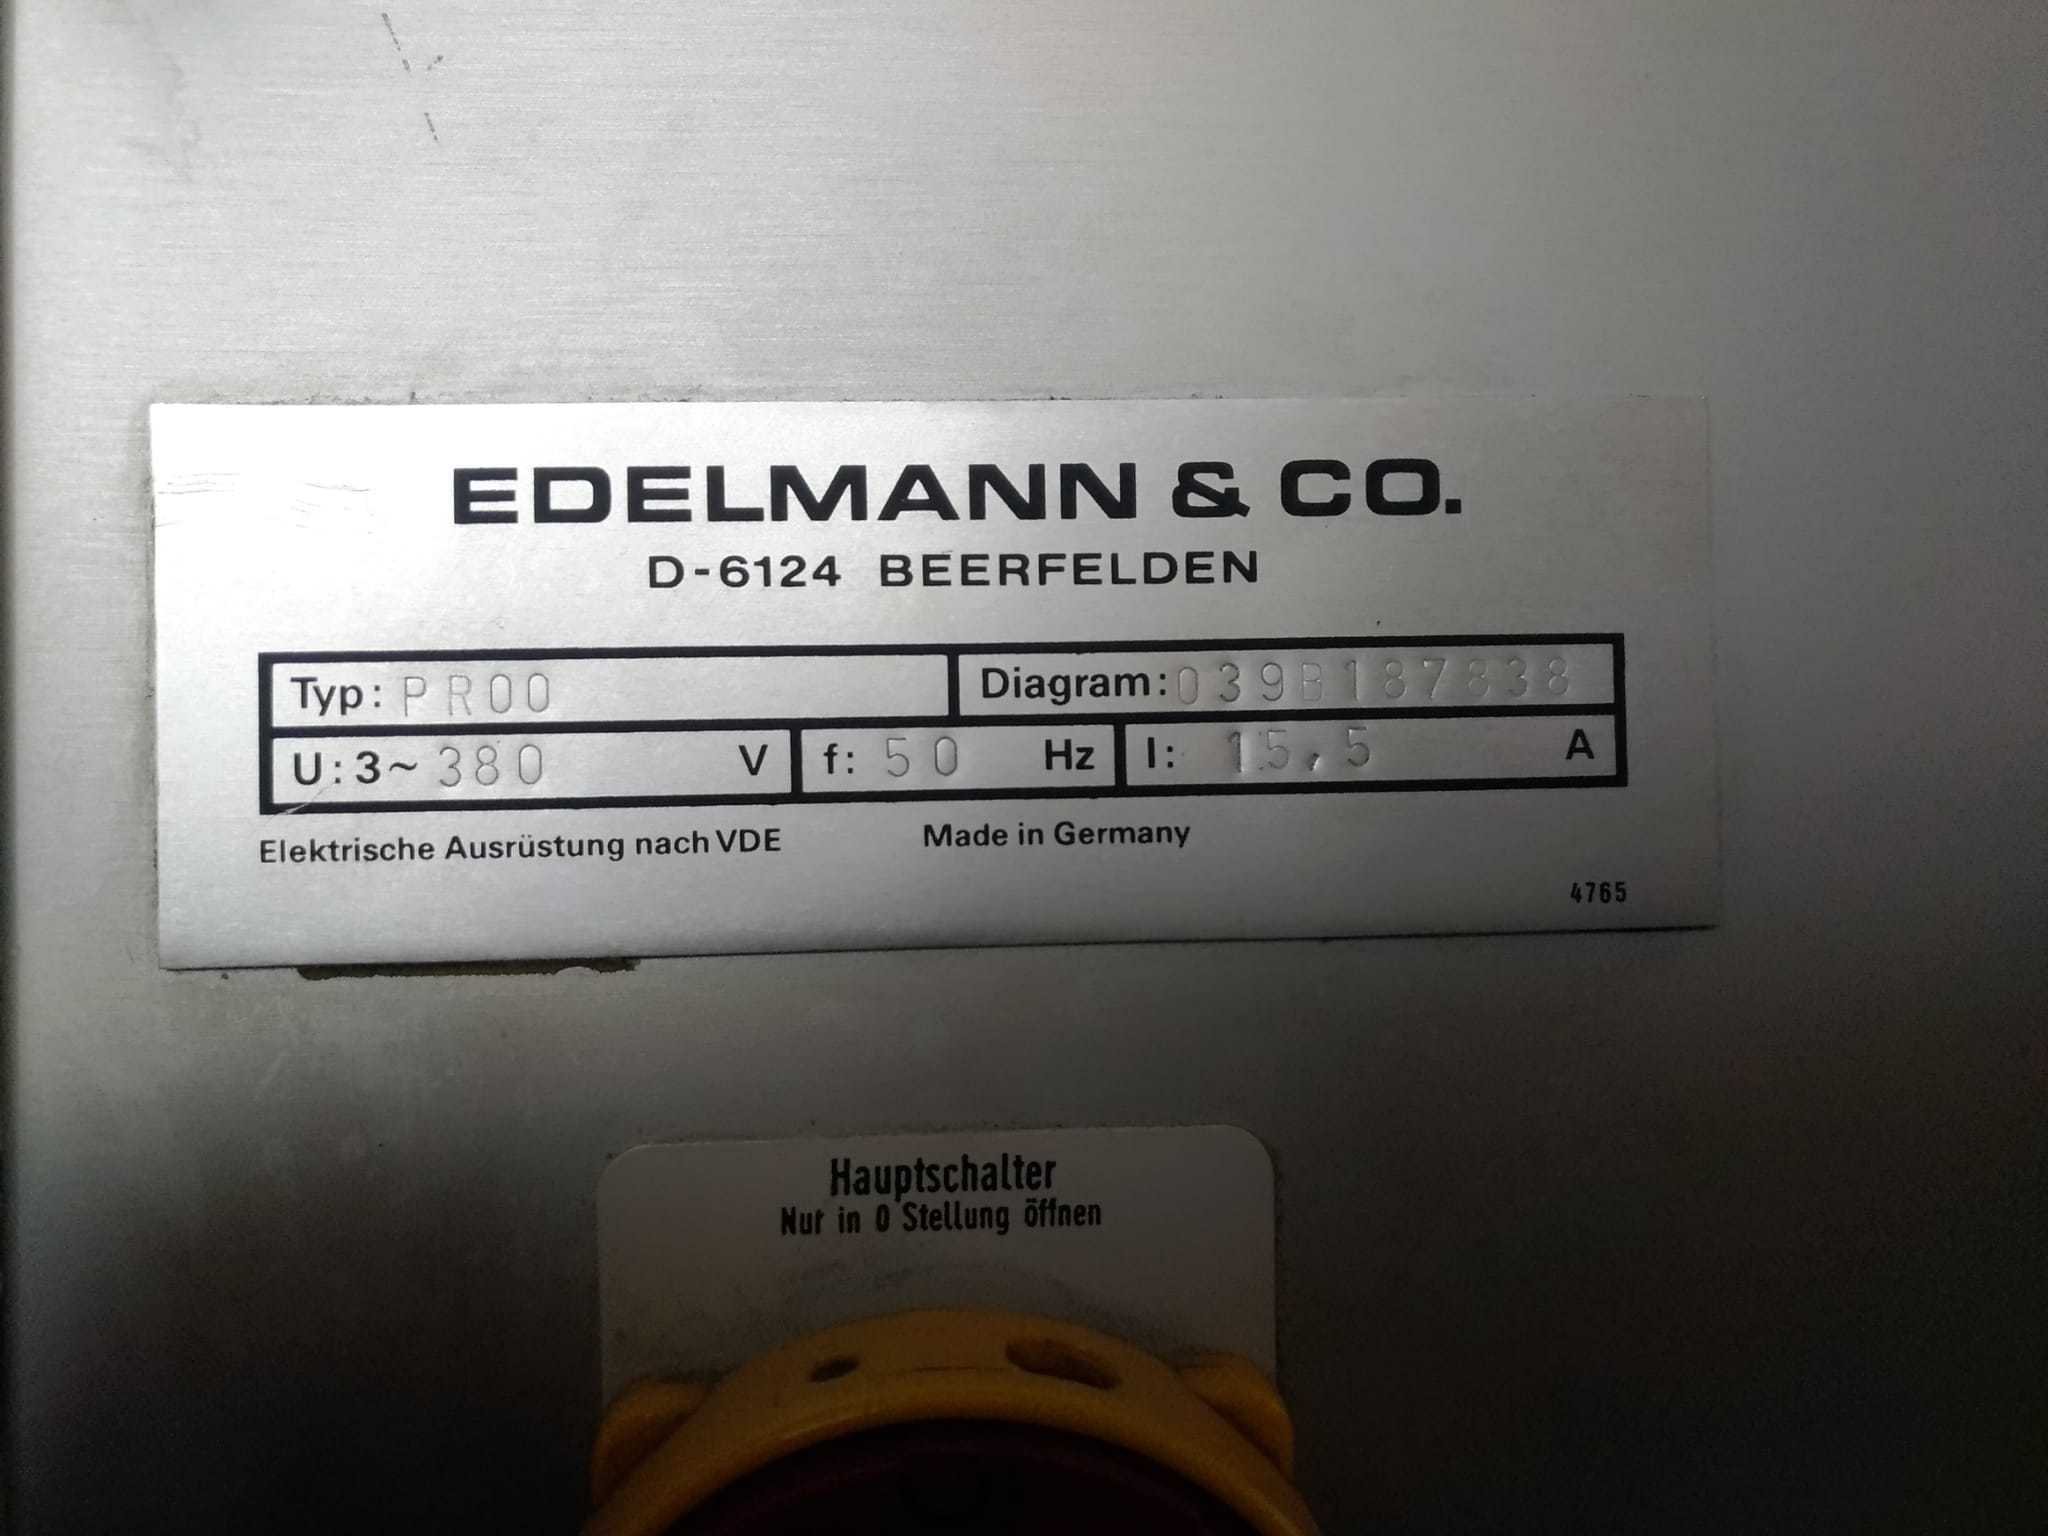 EDELMANN & CO.
D-6124 BEERFELDEN
Typ: PR00 Diagram: 039B187838
U: 3~ 380 V f: 50 Hz I: 15,5 A
Elektrische Ausrüstung nach VDE Made in Germany
4765
Hauptschalter
Nur in 0 Stellung öffnen